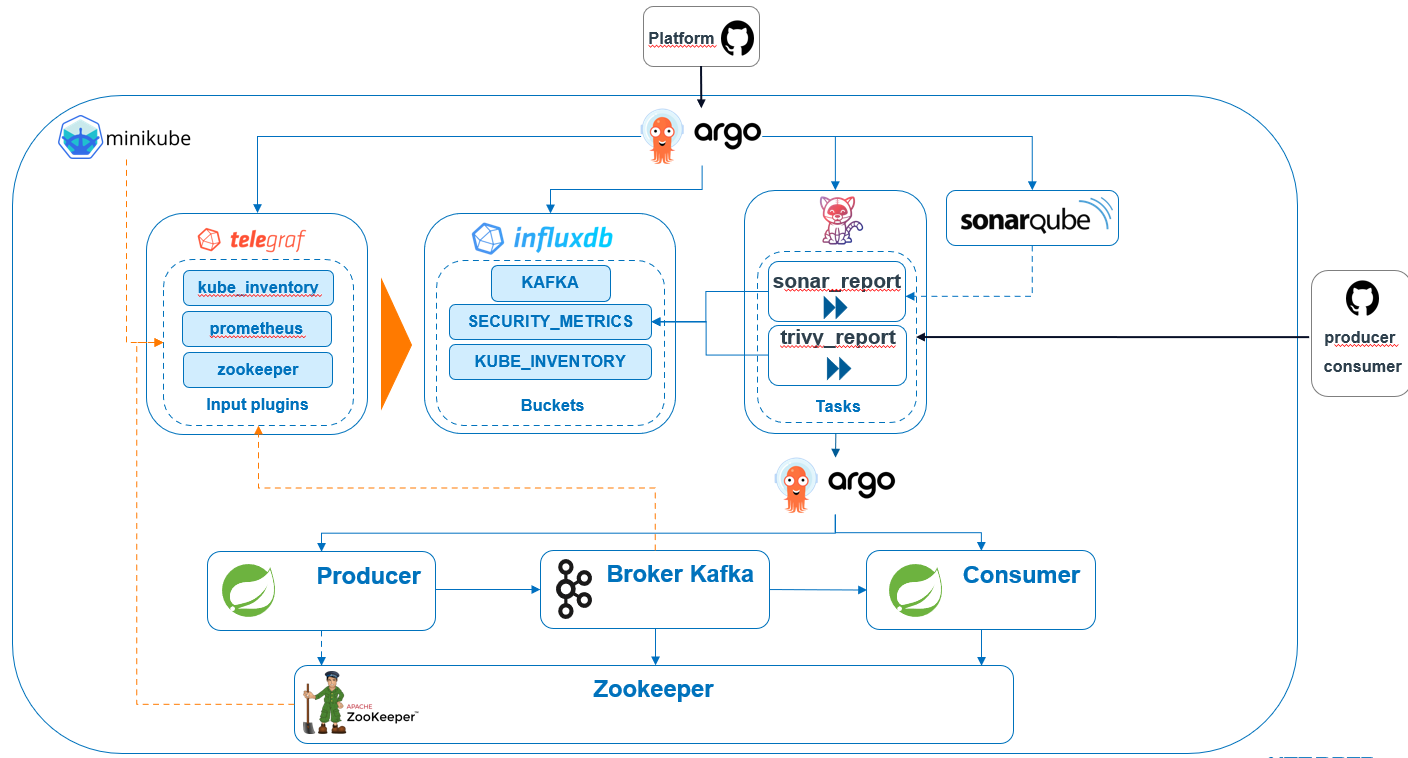 Platform
minikube
argo
telegraf
kube_inventory
prometheus
zookeeper
Input plugins
influxdb
KAFKA
SECURITY_METRICS
KUBE_INVENTORY
Buckets
sonar_report
trivy_report
Tasks
sonarqube
producer
consumer
argo
Producer
Broker Kafka
Consumer
Zookeeper
APACHE
ZooKeeper™